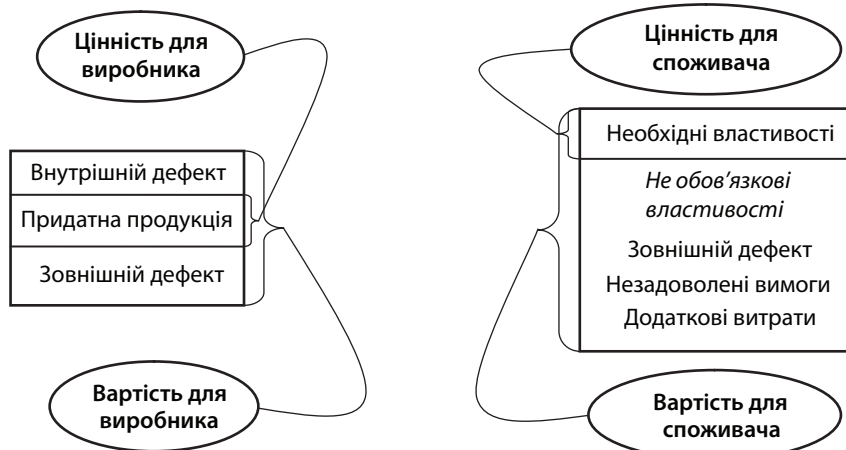 Цінність для
виробника
Внутрішній дефект
Придатна продукція
Зовнішній дефект
Вартість для
виробника
Цінність для
споживача
Необхідні властивості
Не обов’язкові
властивості
Зовнішній дефект
Незадоволені вимоги
Додаткові витрати
Вартість для
споживача